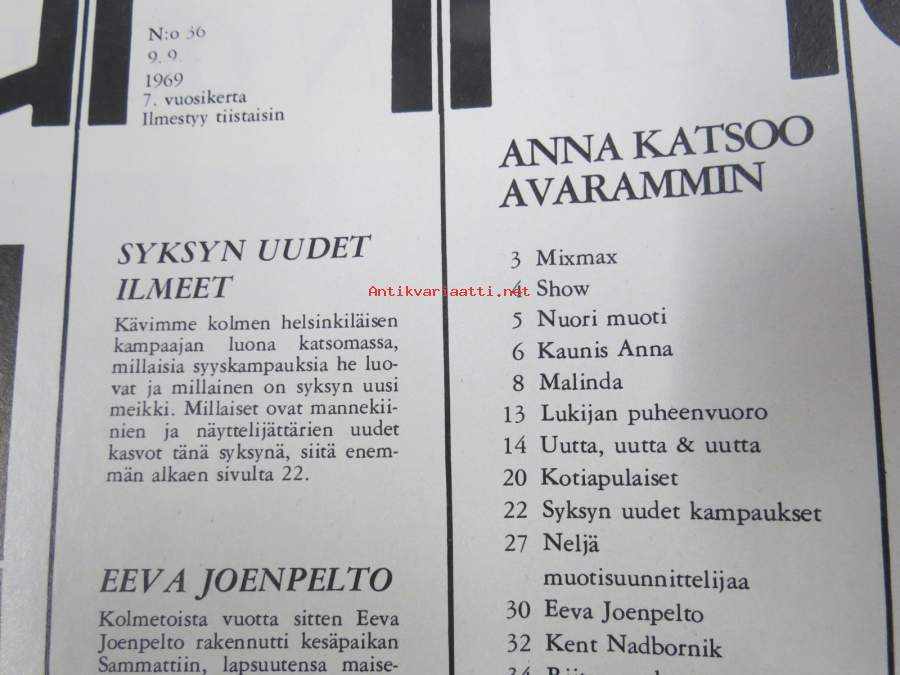 N:o 36
9. 9.
1969
7. vuosikerta
Ilmestyy tiistaisin
SYKSYN UUDET
ILMEET
Kävimme kolmen helsinkiläisen
kampaajan luona katsomassa,
millaisia syyskampauksia he luo-
vat ja millainen on syksyn uusi
meikki. Millaiset ovat mannekii-
nien ja näyttelijättärien uudet
kasvot tänä syksynä, siitä enem-
män alkaen sivulta 22.
EEVA JOENPELTO
Kolmetoista vuotta sitten Eeva
Joenpelto rakennutti kesäpaikan
Sammattiin, lapsuutensa maise-
ANNA KATSOO
AVARAMMIN
3 Mixmax
Antikvariaatti.net
4 Show
5 Nuori muoti
6 Kaunis Anna
8 Malinda
13 Lukijan puheenvuoro
14 Uutta, uutta & uutta
20 Kotiapulaiset
22 Syksyn uudet kampaukset
27 Neljä
muotisuunnittelijaa
30 Eeva Joenpelto
32 Kent Nadbornik
34